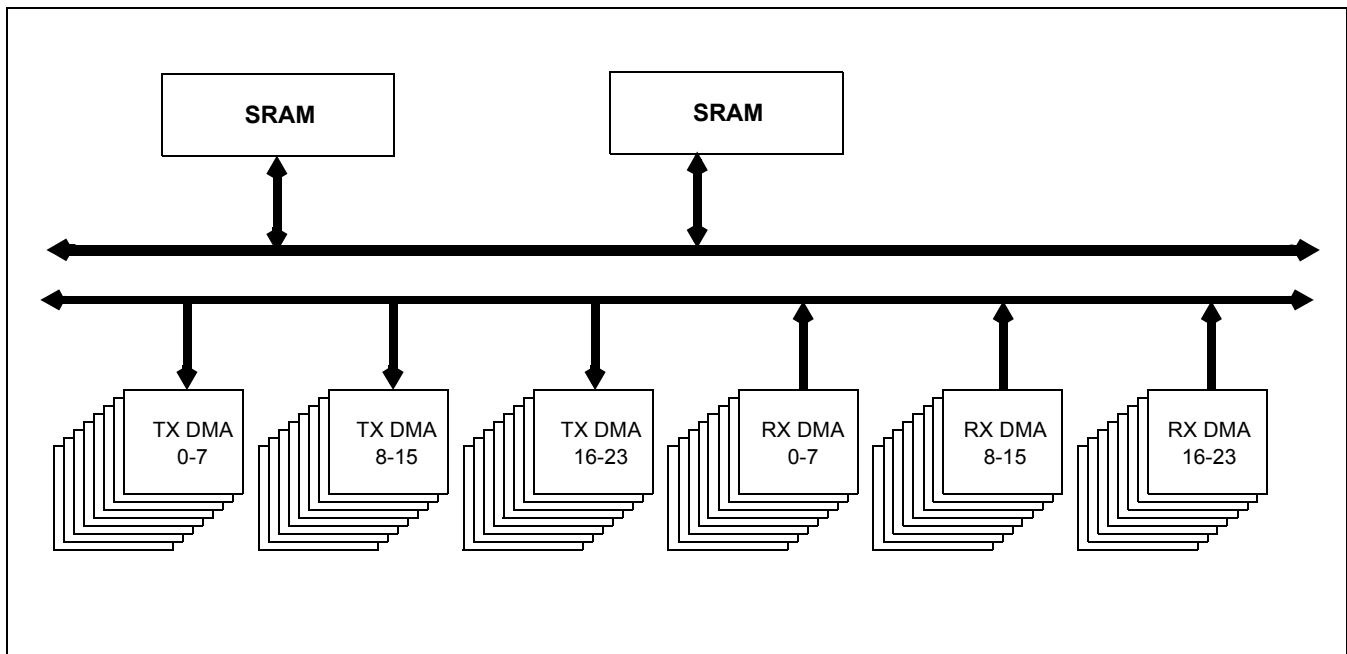 SRAM
SRAM
TX DMA
0-7
TX DMA
8-15
TX DMA
16-23
RX DMA
0-7
RX DMA
8-15
RX DMA
16-23